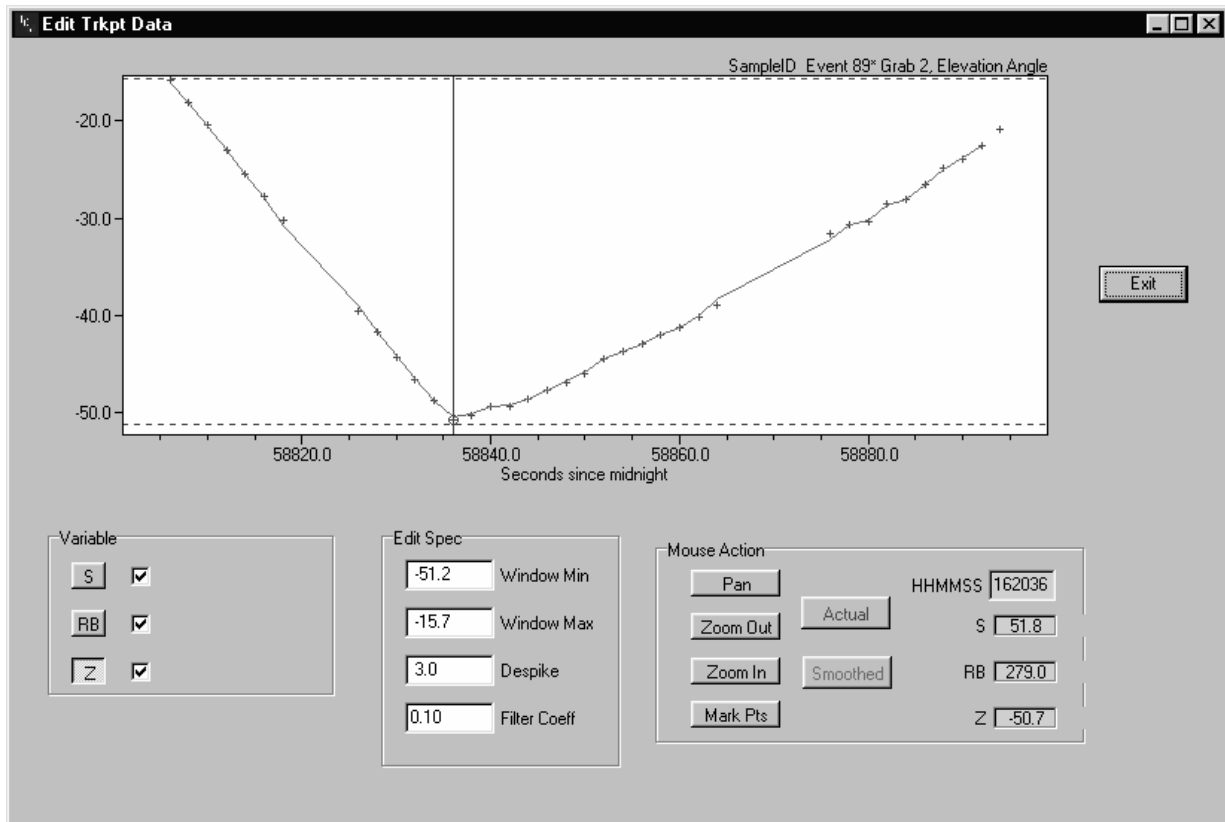 Edit Trkpt Data
SampleID Event 89* Grab 2, Elevation Angle
-20.0
-30.0
-40.0
-50.0
58820.0 58840.0 58860.0 58880.0
Seconds since midnight
Exit
Variable
S
RB
Z
Edit Spec
-51.2 Window Min
-15.7 Window Max
3.0 Despike
0.10 Filter Coeff
Mouse Action
Pan
Zoom Out
Zoom In
Mark Pts
Actual
Smoothed
HHMMSS 162036
S 51.8
RB 279.0
Z -50.7